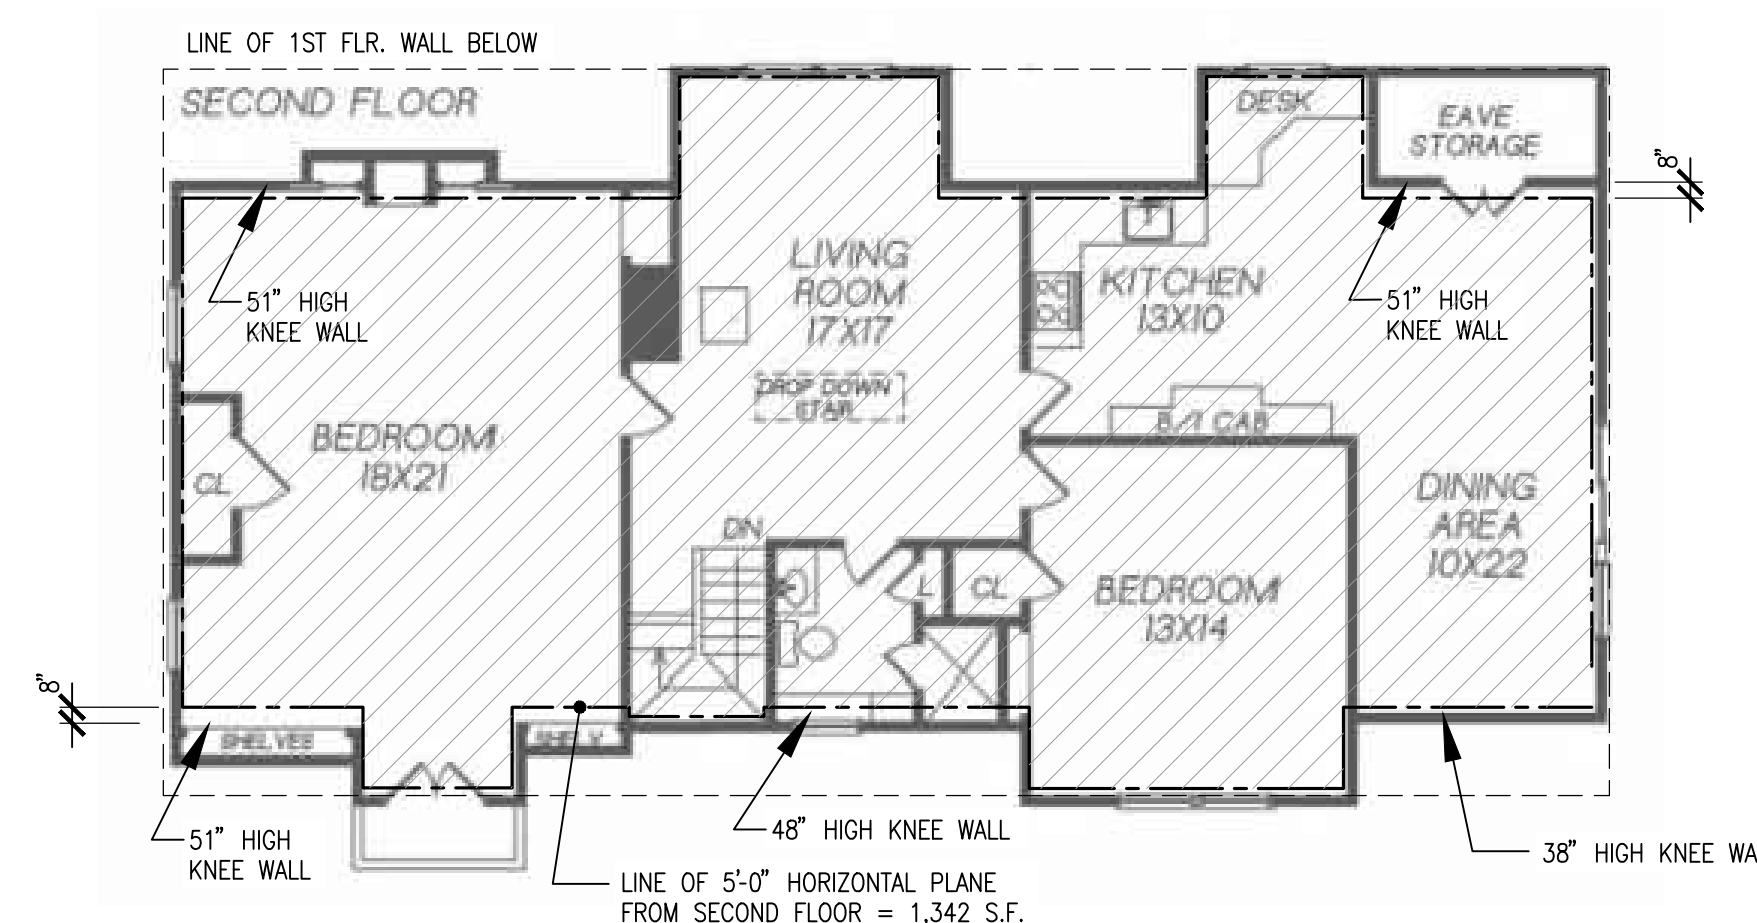 LINE OF 1ST FLR. WALL BELOW
SECOND FLOOR
DESK
EAVE
STORAGE
8"
LIVING
ROOM
17X17
KITCHEN
13X10
51" HIGH
KNEE WALL
51" HIGH
KNEE WALL
DROP DOWN
STAIR
B/I CAB
BEDROOM
18X21
CL
DINING
AREA
10X22
DN
L
CL
BEDROOM
13X14
8"
SHELVES
SHELV
51" HIGH
KNEE WALL
48" HIGH KNEE WALL
38" HIGH KNEE WA
LINE OF 5'-0" HORIZONTAL PLANE
FROM SECOND FLOOR = 1,342 S.F.